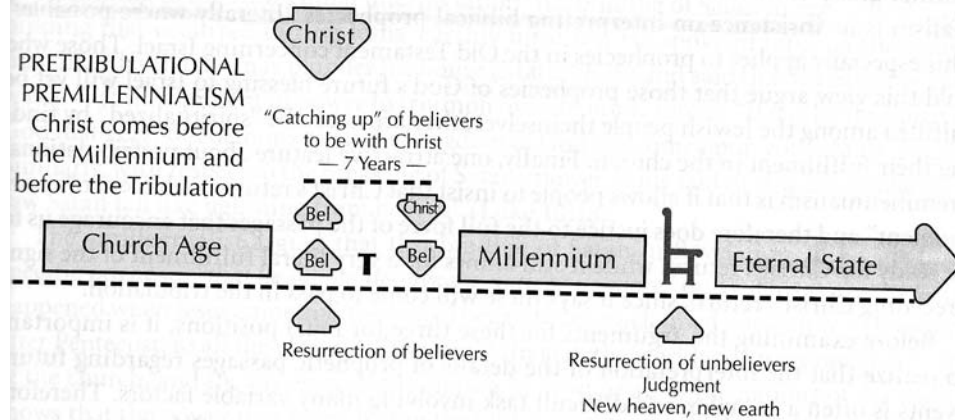 Christ
PRETRIBULATIONAL
PREMILLENNIALISM
Christ comes before
the Millennium and
before the Tribulation
“Catching up” of believers
to be with Christ
— 7 Years —
Bel
Christ
Church Age
Bel
T
Bel
Millennium
Eternal State
Resurrection of believers
Resurrection of unbelievers
Judgment
New heaven, new earth